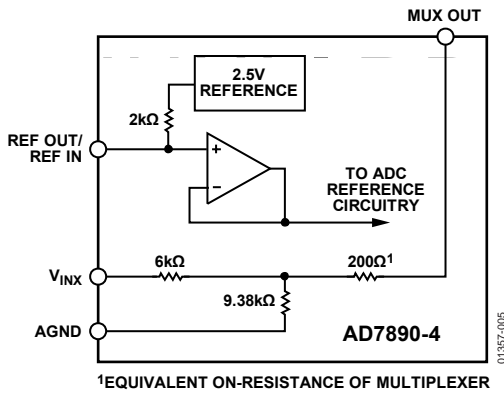 MUX OUT
2.5V
REFERENCE
2kΩ
REF OUT/
REF IN
+
–
TO ADC
REFERENCE
CIRCUITRY
VINX
6kΩ
200Ω¹
9.38kΩ
AGND
AD7890-4
01357-005
¹EQUIVALENT ON-RESISTANCE OF MULTIPLEXER